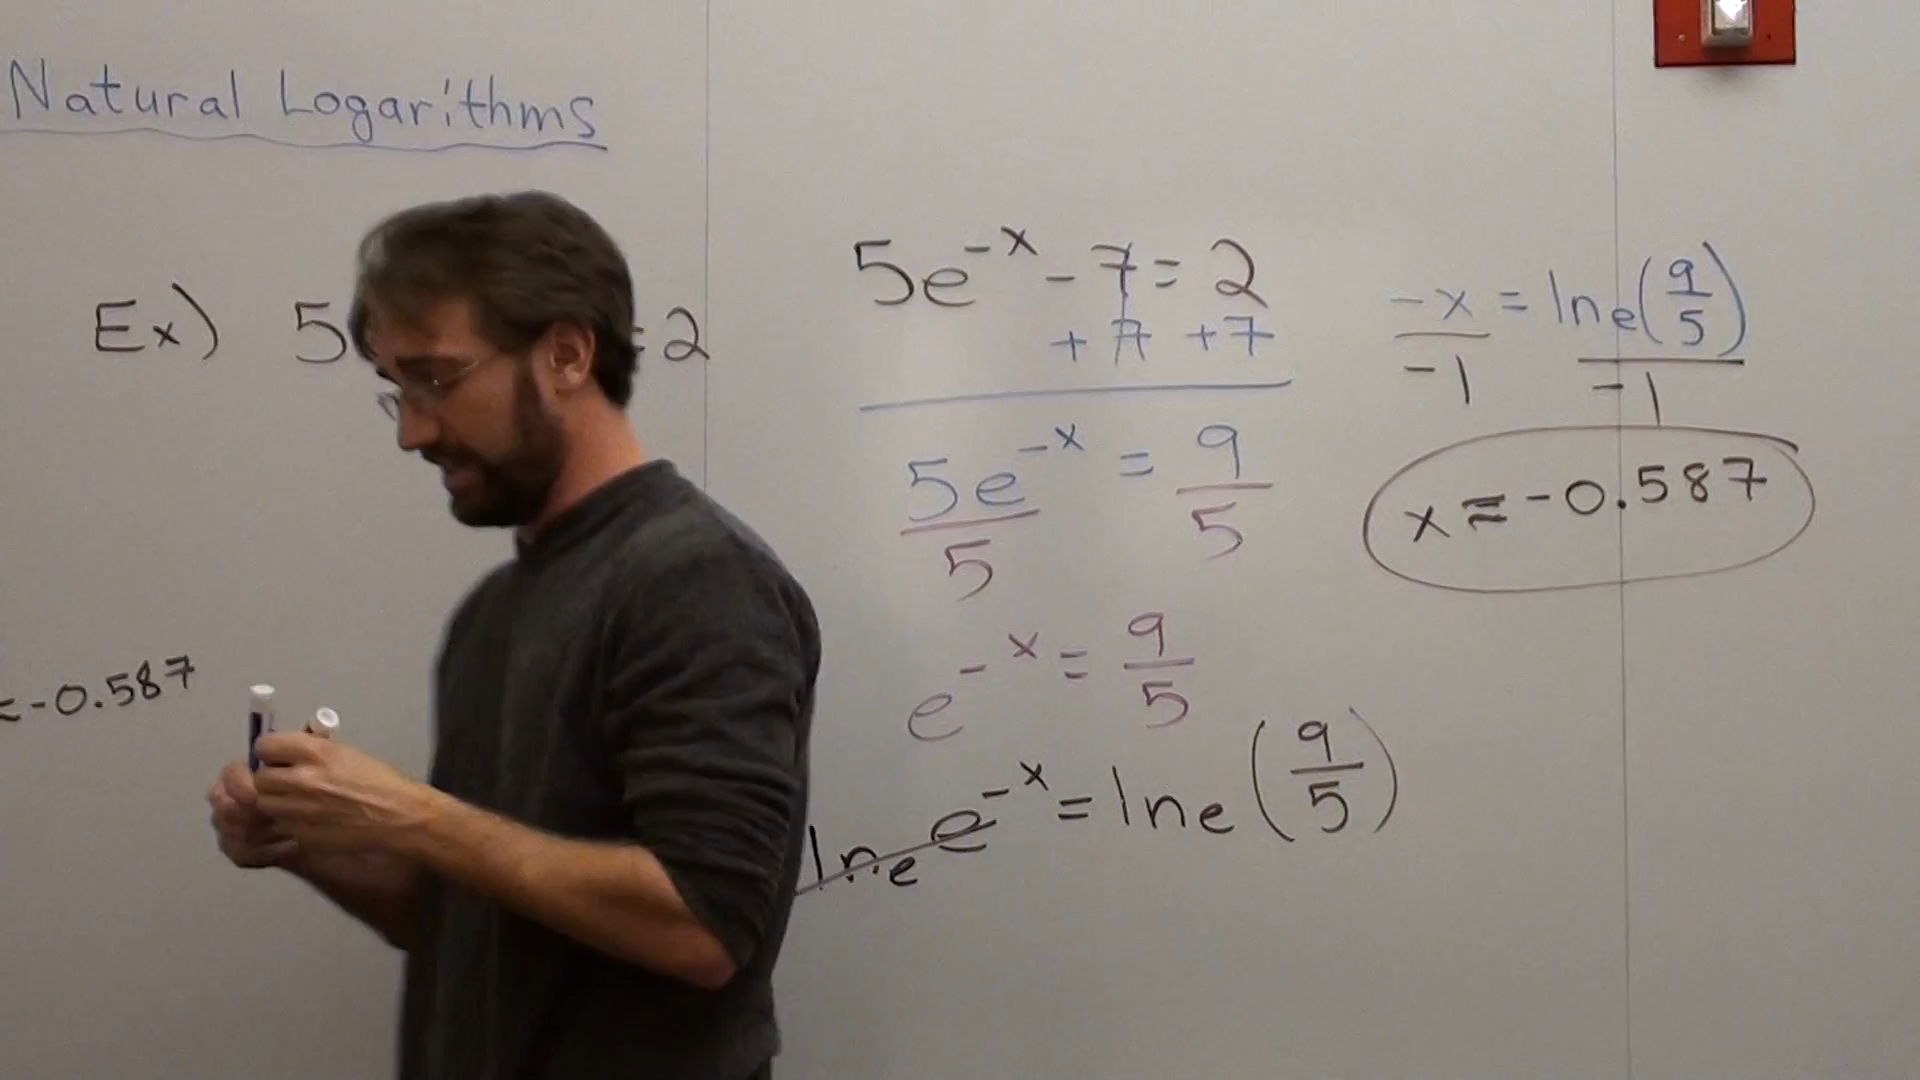 Natural Logarithms
Ex) 5 =2
≈-0.587
5e^-x - 7 = 2
+ 7 +7
5e^-x = 9
5 5
e^-x = 9/5
ln_e e^-x = ln_e (9/5)
-x = ln_e (9/5)
-1 -1
x ≈ -0.587